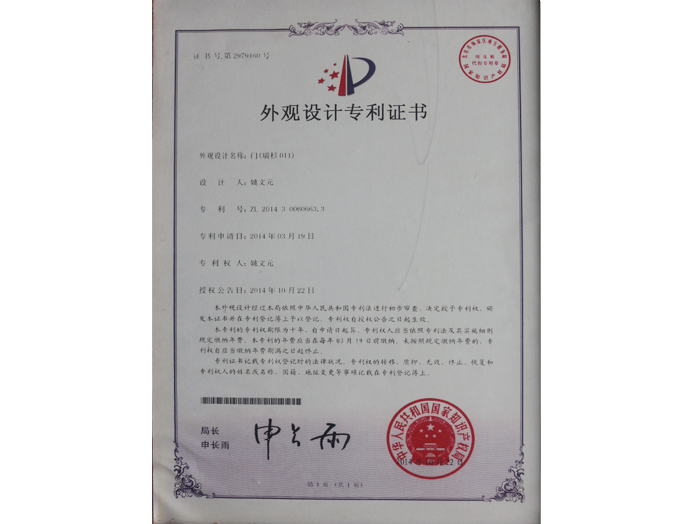 证 书 号 第 2979460 号
外观设计专利证书
外观设计名称：门(瑞杉011)
设 计 人：姚文元
专 利 号：ZL 2014 3 0060663.3
专利申请日：2014年03月19日
专 利 权 人：姚文元
授权公告日：2014年10月22日
本外观设计经过本局依照中华人民共和国专利法进行初步审查，决定授予专利权，颁
发本证书并在专利登记簿上予以登记。专利权自授权公告之日起生效。
本专利的专利权期限为十年，自申请日起算。专利权人应当依照专利法及其实施细则
规定缴纳年费。本专利的年费应当在每年03月19日前缴纳。未按照规定缴纳年费的，专
利权自应当缴纳年费期满之日起终止。
专利证书记载专利权登记时的法律状况。专利权的转移、质押、无效、终止、恢复和
专利权人的姓名或名称、国籍、地址变更等事项记载在专利登记簿上。
局长
申长雨
申长雨
中华人民共和国国家知识产权局
2014年10月22日
第1页（共1页）